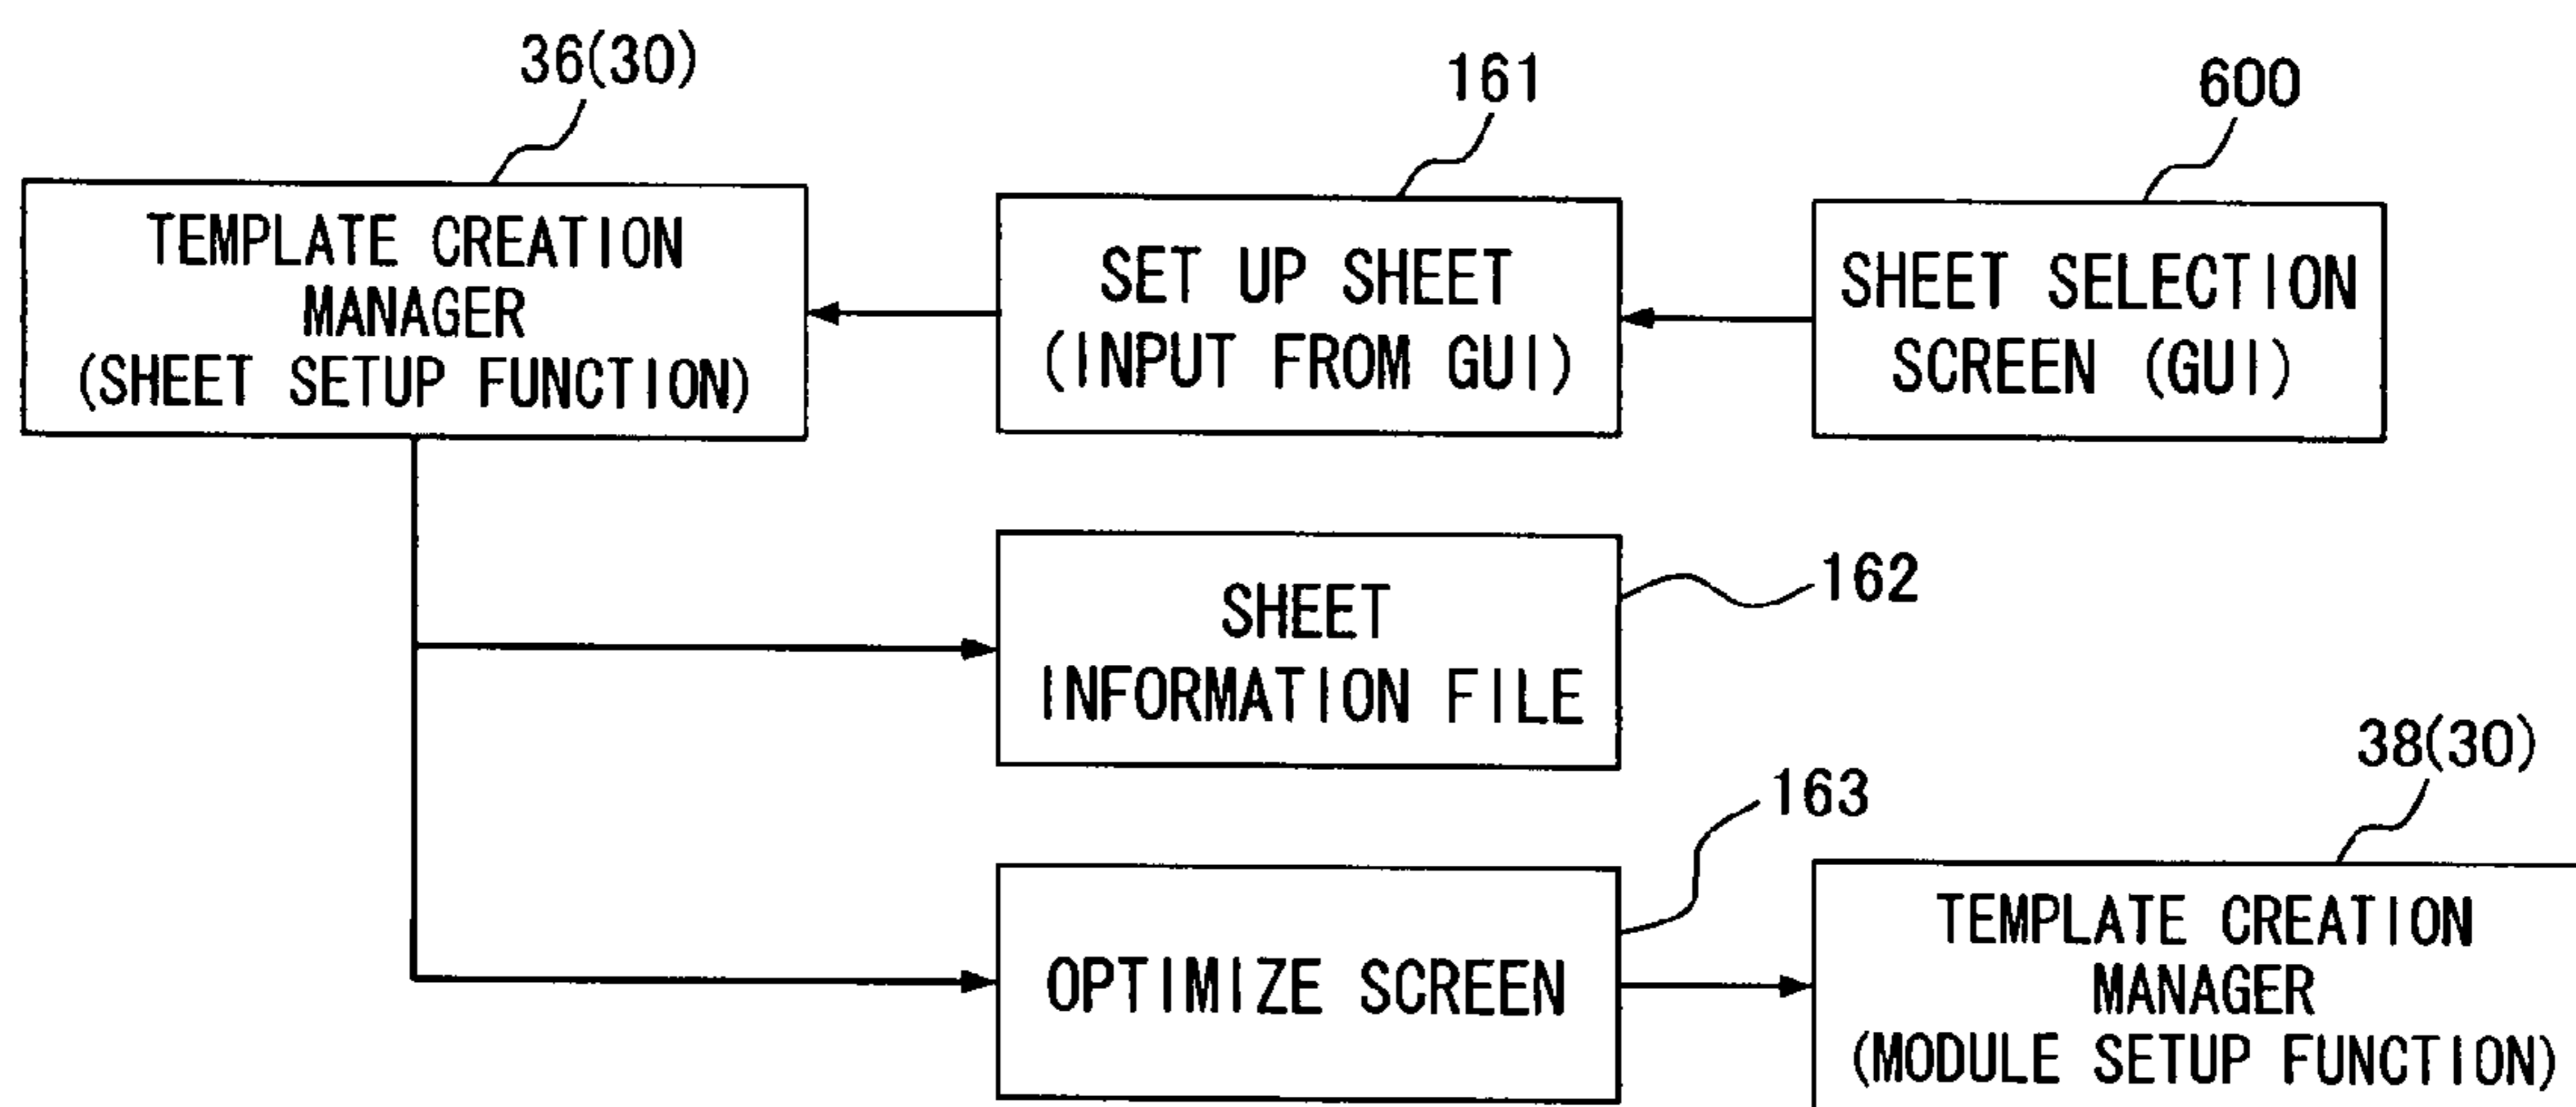 36(30)
161
600
TEMPLATE CREATION
MANAGER
(SHEET SETUP FUNCTION)
SET UP SHEET
(INPUT FROM GUI)
SHEET SELECTION
SCREEN (GUI)
SHEET
INFORMATION FILE
162
163
38(30)
OPTIMIZE SCREEN
TEMPLATE CREATION
MANAGER
(MODULE SETUP FUNCTION)